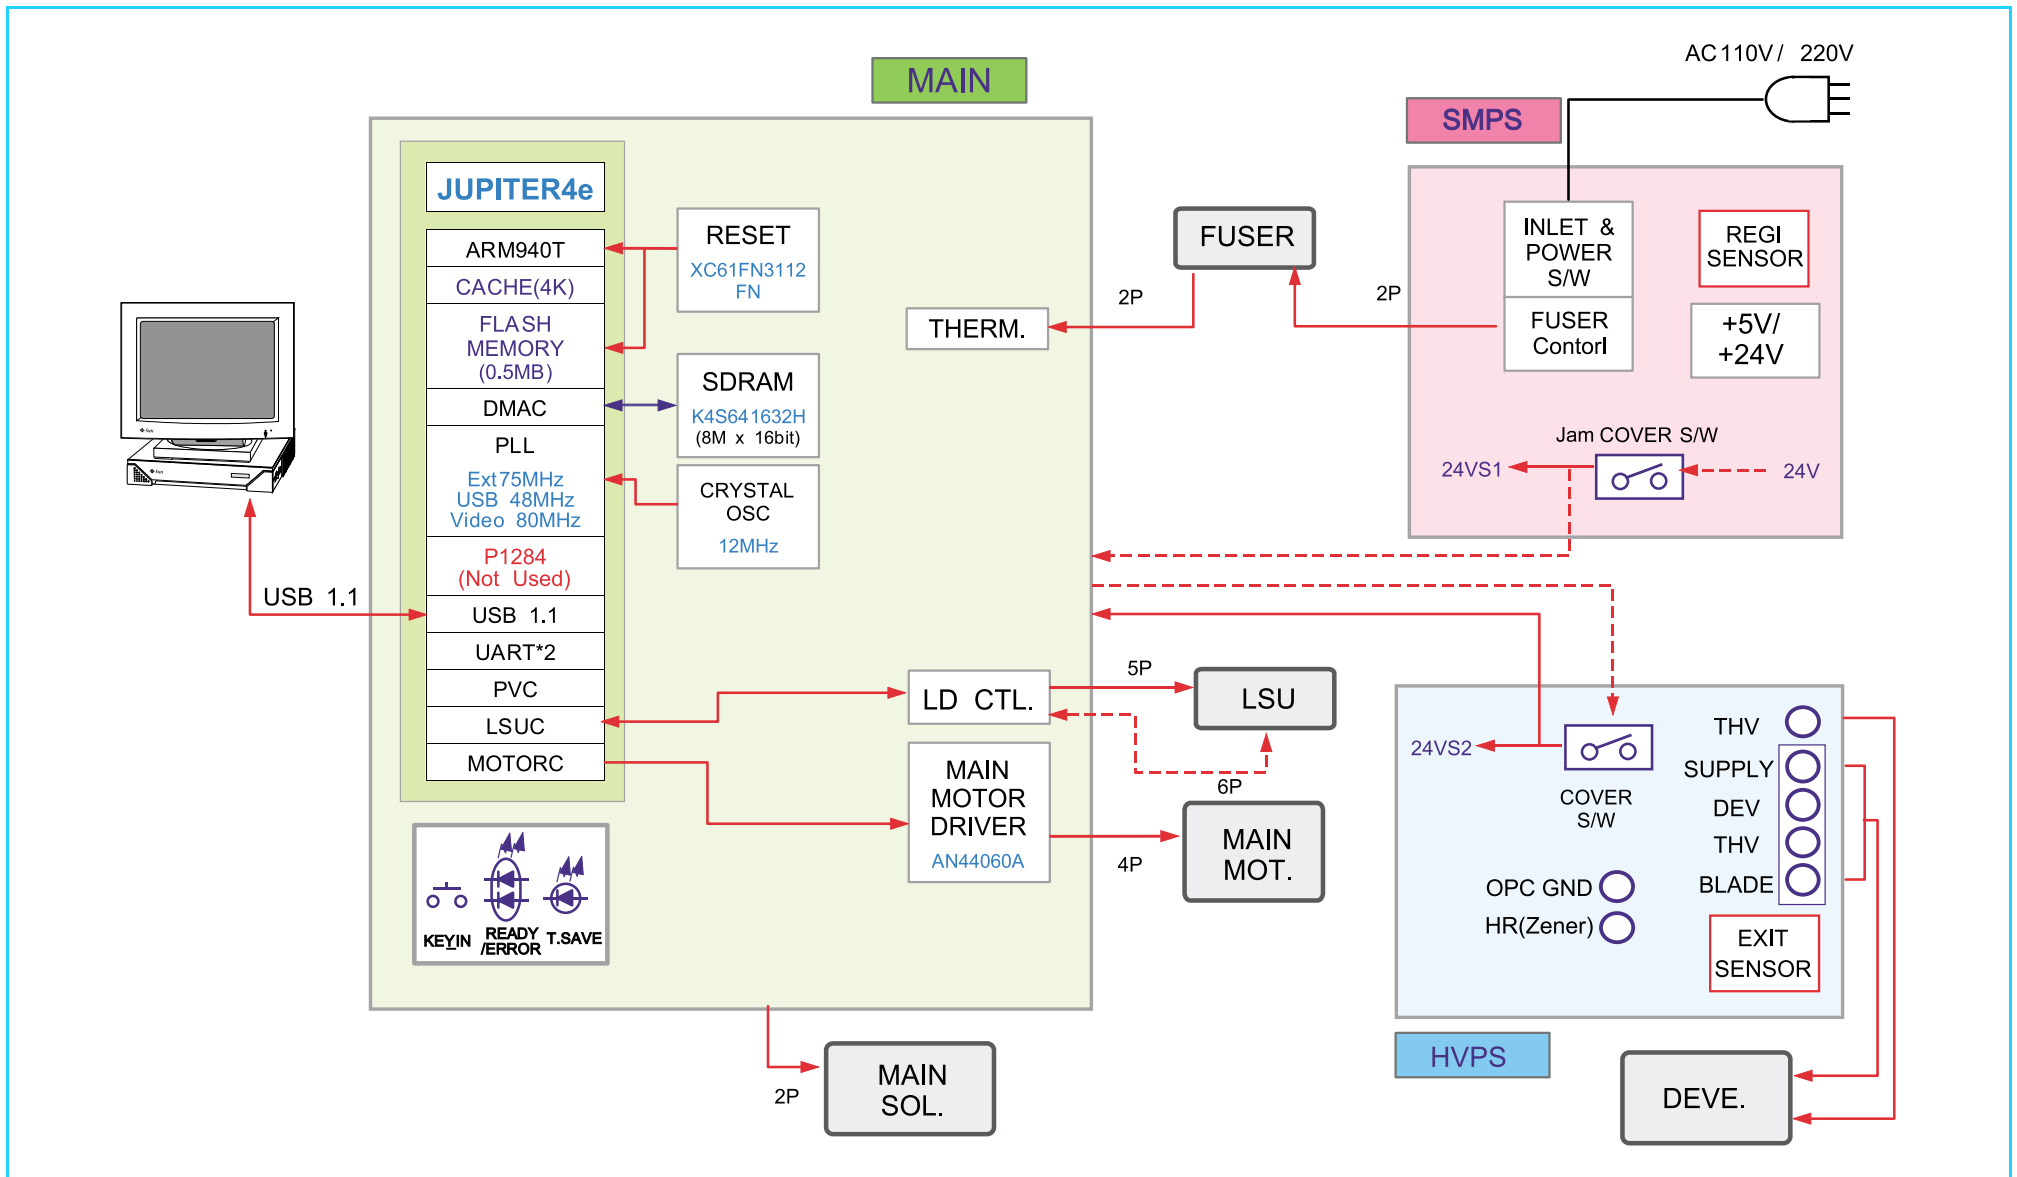 MAIN
JUPITER4e
ARM940T
CACHE(4K)
FLASH
MEMORY
(0.5MB)
DMAC
PLL
Ext75MHz
USB 48MHz
Video 80MHz
P1284
(Not Used)
USB 1.1
UART*2
PVC
LSUC
MOTORC
USB 1.1
RESET
XC61FN3112
FN
SDRAM
K4S641632H
(8M x 16bit)
CRYSTAL
OSC
12MHz
THERM.
LD CTL.
MAIN
MOTOR
DRIVER
AN44060A
KEYIN
READY
/ERROR
T.SAVE
2P
MAIN
SOL.
2P
FUSER
2P
5P
LSU
6P
4P
MAIN
MOT.
AC110V/ 220V
SMPS
INLET &
POWER
S/W
FUSER
Contorl
REGI
SENSOR
+5V/
+24V
Jam COVER S/W
24VS1
24V
24VS2
COVER
S/W
THV
SUPPLY
DEV
THV
BLADE
OPC GND
HR(Zener)
EXIT
SENSOR
HVPS
DEVE.